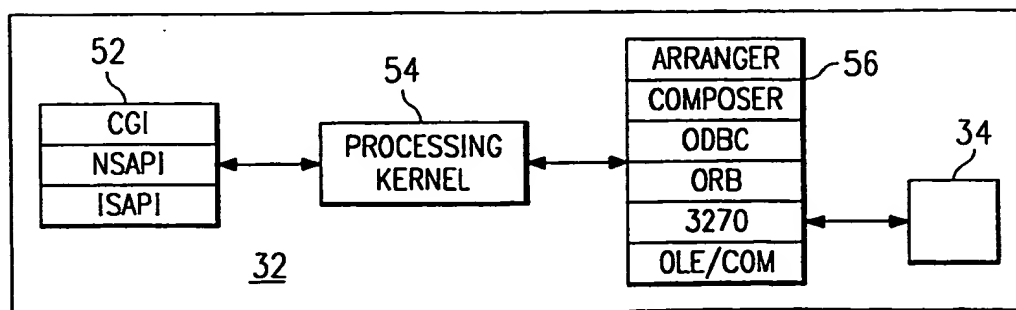 52
CGI
NSAPI
ISAPI
54
PROCESSING
KERNEL
56
ARRANGER
COMPOSER
ODBC
ORB
3270
OLE/COM
34
32